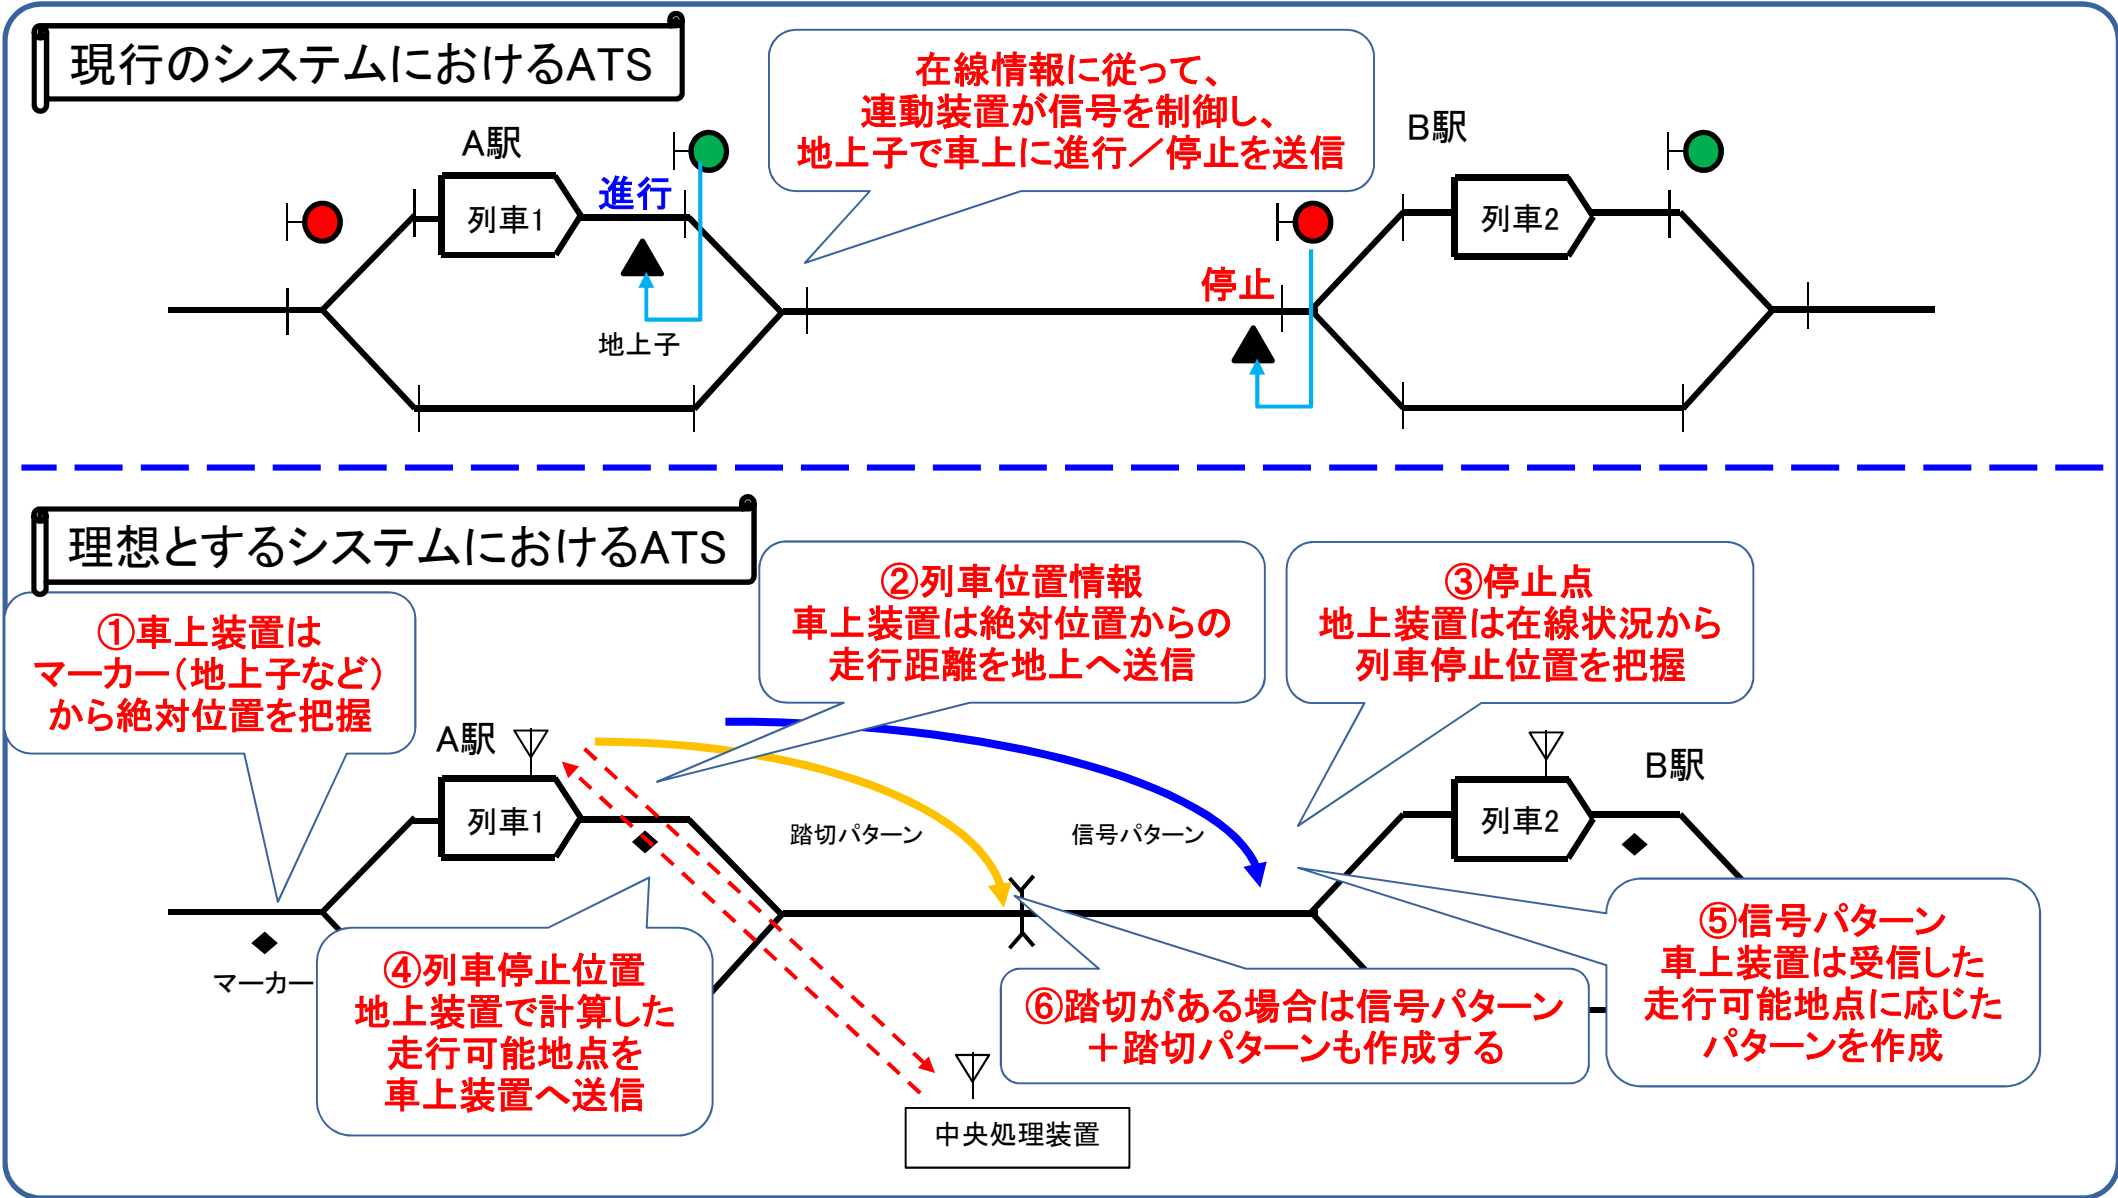 現行のシステムにおけるATS
在線情報に従って、
連動装置が信号を制御し、
地上子で車上に進行／停止を送信
A駅
B駅
進行
列車1
列車2
停止
地上子
理想とするシステムにおけるATS
①車上装置は
マーカー（地上子など）
から絶対位置を把握
②列車位置情報
車上装置は絶対位置からの
走行距離を地上へ送信
③停止点
地上装置は在線状況から
列車停止位置を把握
A駅
B駅
列車1
踏切パターン
信号パターン
列車2
マーカー
④列車停止位置
地上装置で計算した
走行可能地点を
車上装置へ送信
⑥踏切がある場合は信号パターン
＋踏切パターンも作成する
⑤信号パターン
車上装置は受信した
走行可能地点に応じた
パターンを作成
中央処理装置